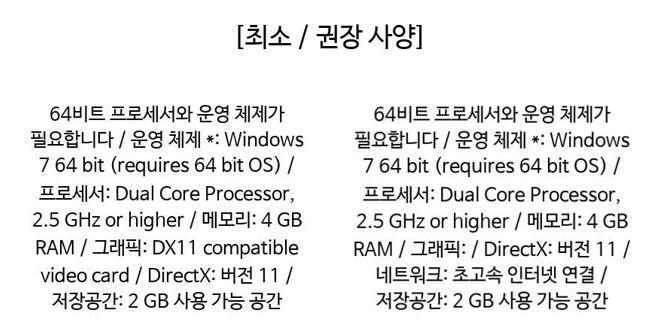 [최소 / 권장 사양]
64비트 프로세서와 운영 체제가
필요합니다 / 운영 체제 *: Windows
7 64 bit (requires 64 bit OS) /
프로세서: Dual Core Processor,
2.5 GHz or higher / 메모리: 4 GB
RAM / 그래픽: DX11 compatible
video card / DirectX: 버전 11 /
저장공간: 2 GB 사용 가능 공간
64비트 프로세서와 운영 체제가
필요합니다 / 운영 체제 *: Windows
7 64 bit (requires 64 bit OS) /
프로세서: Dual Core Processor,
2.5 GHz or higher / 메모리: 4 GB
RAM / 그래픽: / DirectX: 버전 11 /
네트워크: 초고속 인터넷 연결 /
저장공간: 2 GB 사용 가능 공간